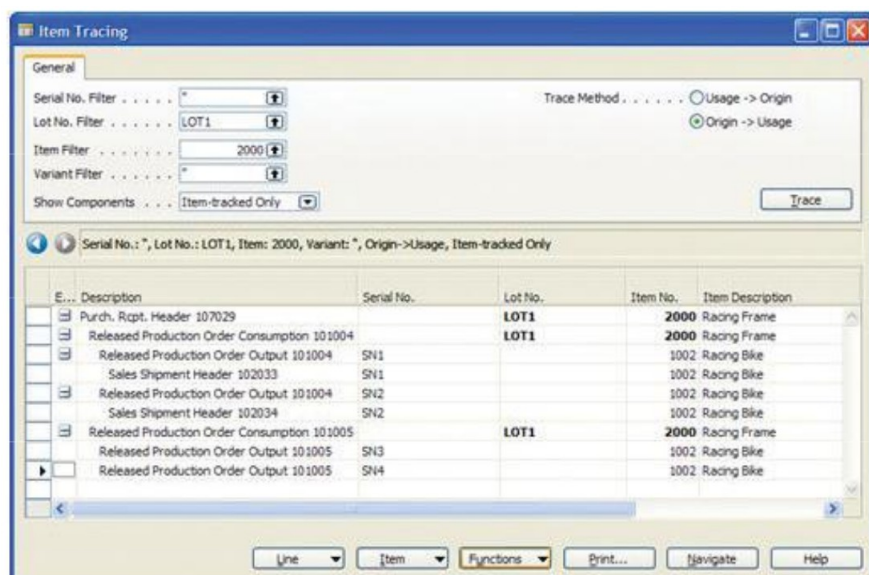 Item Tracing
General
Serial No. Filter . . . . . '' Trace Method . . . . . . Usage -> Origin
Lot No. Filter . . . . . . LOT1 Origin -> Usage
Item Filter . . . . . . . 2000
Variant Filter . . . . . . ''
Show Components . . . Item-tracked Only Trace
Serial No.: '', Lot No.: LOT1, Item: 2000, Variant: '', Origin->Usage, Item-tracked Only
E... Description Serial No. Lot No. Item No. Item Description
Purch. Rcpt. Header 107029 LOT1 2000 Racing Frame
Released Production Order Consumption 101004 LOT1 2000 Racing Frame
Released Production Order Output 101004 SN1 1002 Racing Bike
Sales Shipment Header 102033 SN1 1002 Racing Bike
Released Production Order Output 101004 SN2 1002 Racing Bike
Sales Shipment Header 102034 SN2 1002 Racing Bike
Released Production Order Consumption 101005 LOT1 2000 Racing Frame
Released Production Order Output 101005 SN3 1002 Racing Bike
Released Production Order Output 101005 SN4 1002 Racing Bike
Line Item Functions Print... Navigate Help